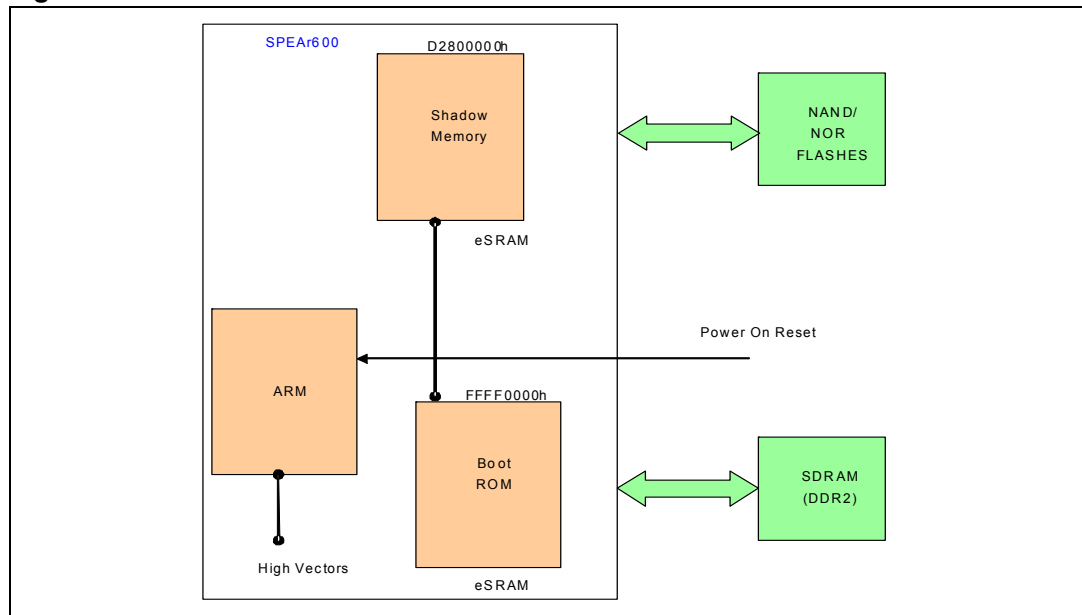 SPEAr600
D2800000h
Shadow
Memory
eSRAM
NAND/
NOR
FLASHES
Power On Reset
ARM
FFFF0000h
Boot
ROM
SDRAM
(DDR2)
High Vectors
eSRAM